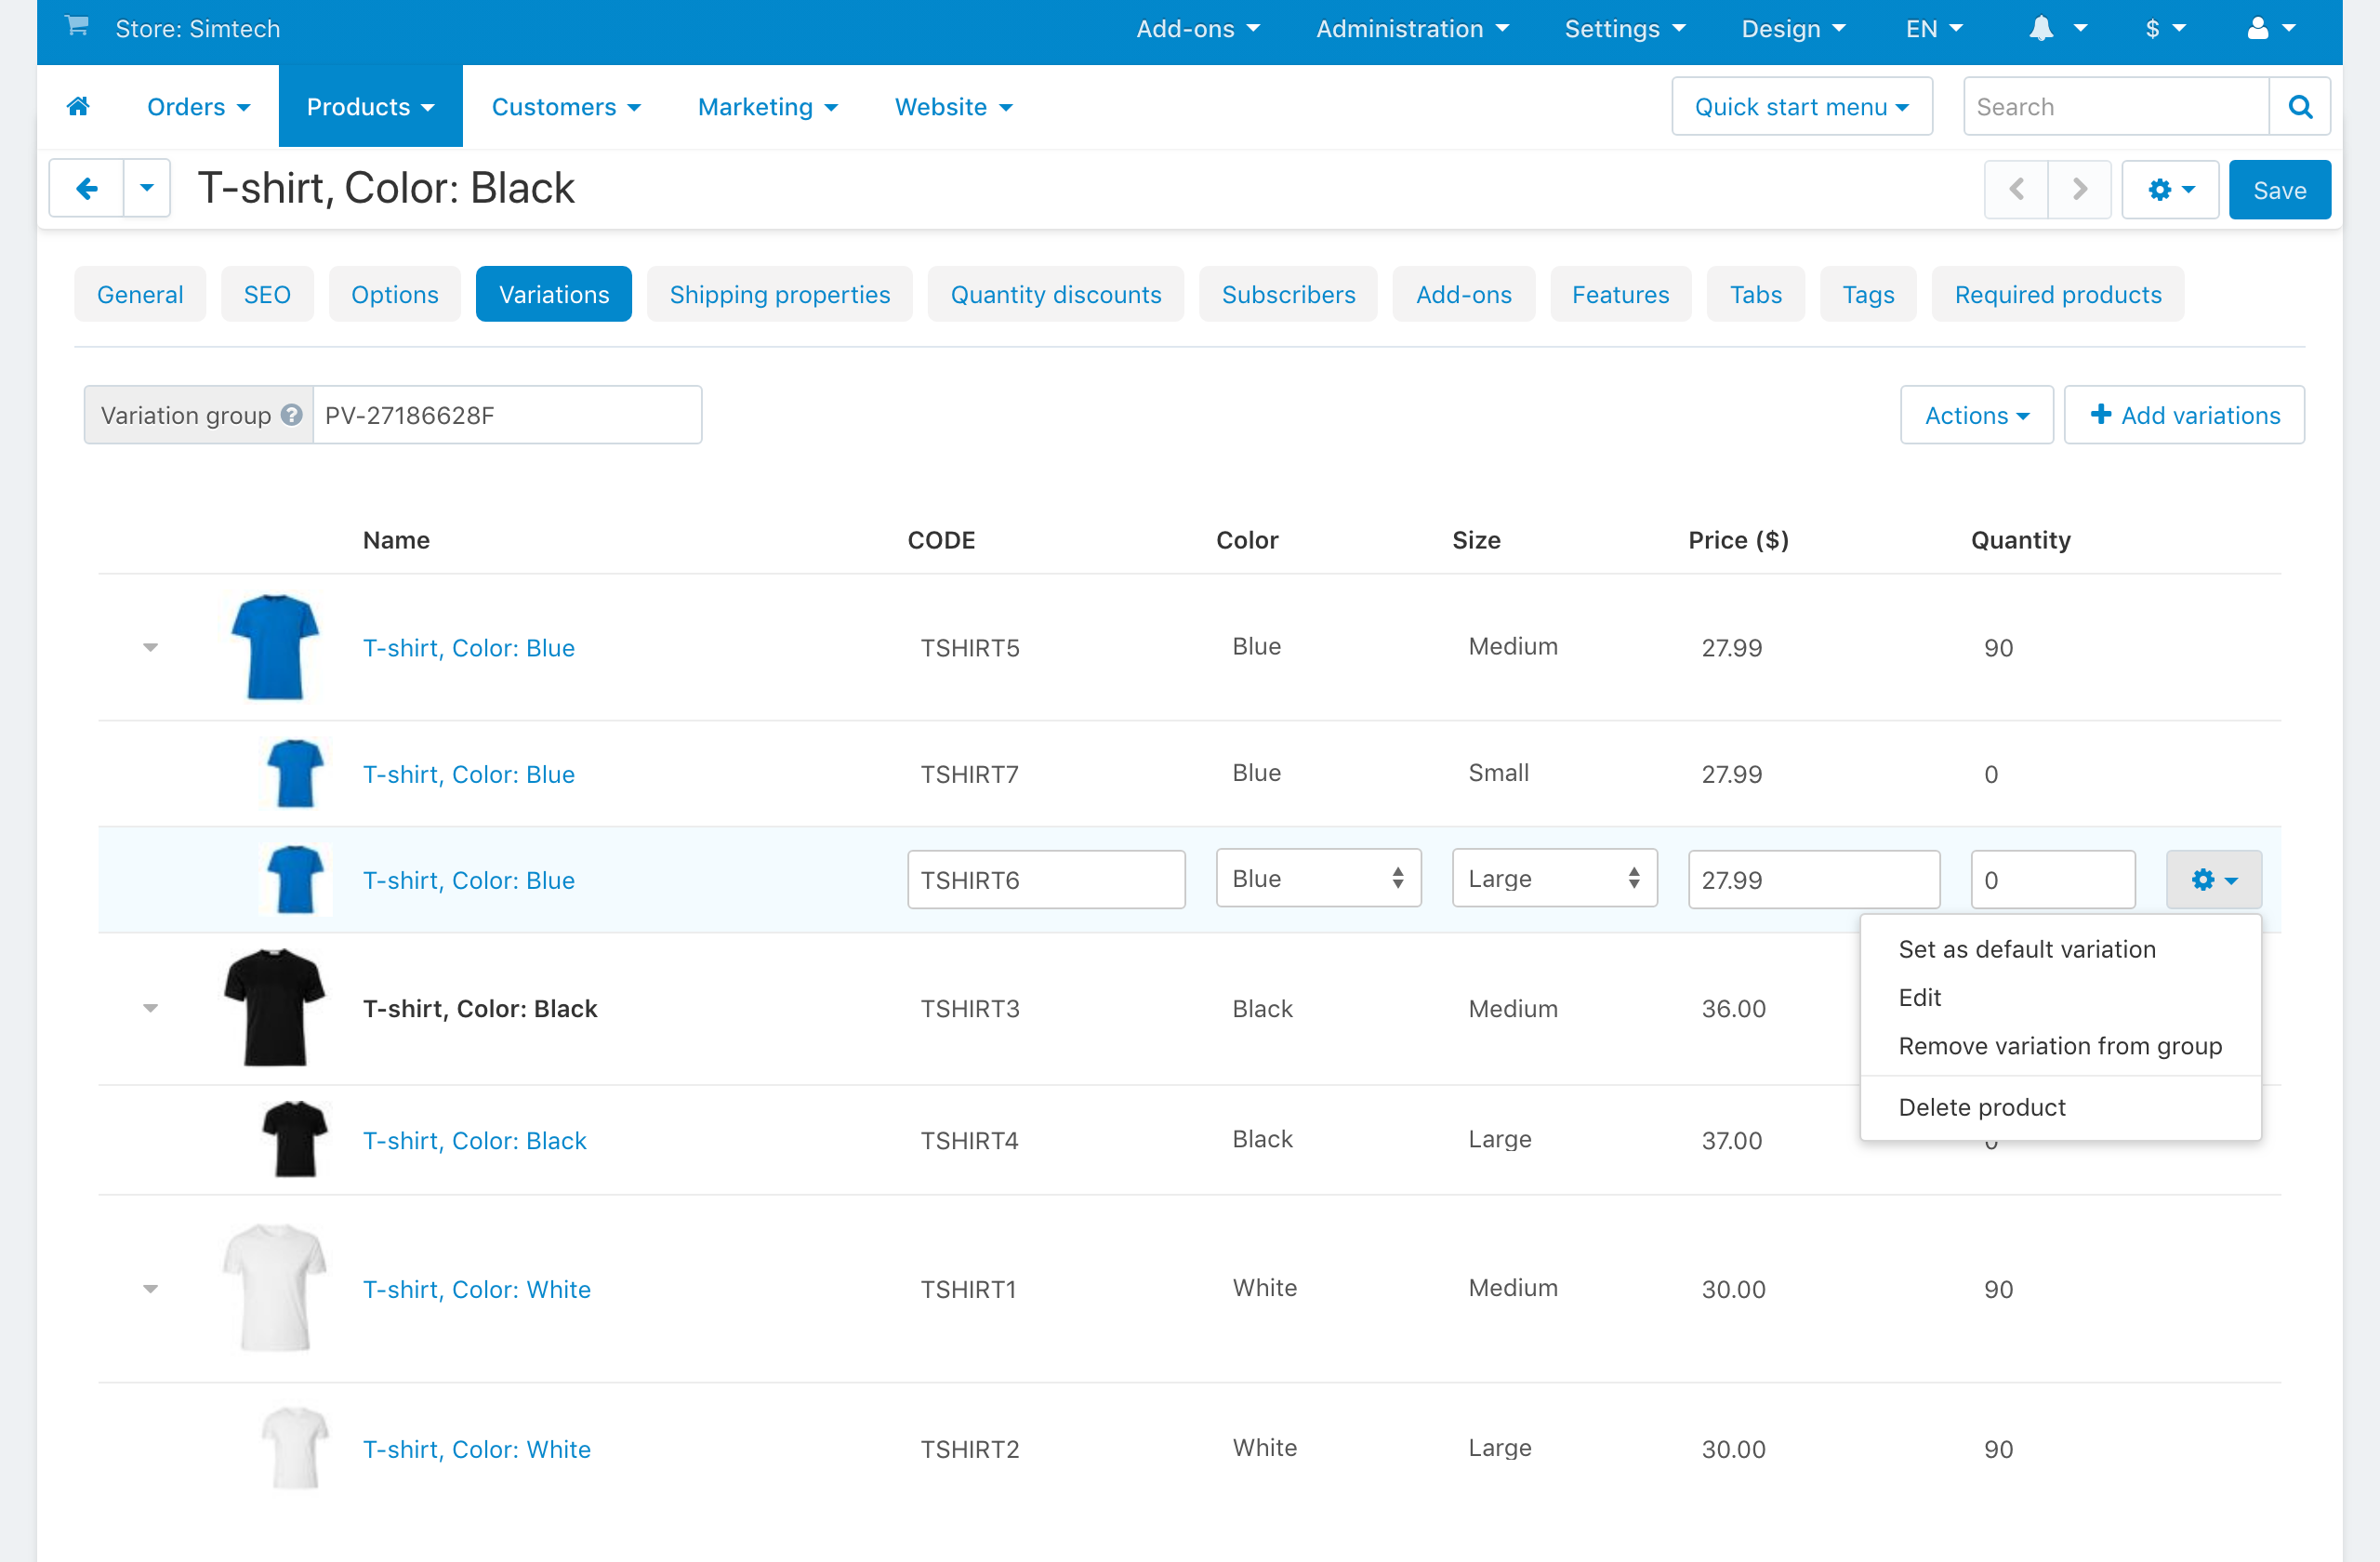 Store: Simtech
Add-ons Administration Settings Design EN $
Orders Products Customers Marketing Website Quick start menu Search
T-shirt, Color: Black Save
General SEO Options Variations Shipping properties Quantity discounts Subscribers Add-ons Features Tabs Tags Required products
Variation group ? PV-27186628F Actions + Add variations
Name CODE Color Size Price ($) Quantity
T-shirt, Color: Blue TSHIRT5 Blue Medium 27.99 90
T-shirt, Color: Blue TSHIRT7 Blue Small 27.99 0
T-shirt, Color: Blue TSHIRT6 Blue Large 27.99 0
Set as default variation
Edit
Remove variation from group
Delete product
T-shirt, Color: Black TSHIRT3 Black Medium 36.00
T-shirt, Color: Black TSHIRT4 Black Large 37.00
T-shirt, Color: White TSHIRT1 White Medium 30.00 90
T-shirt, Color: White TSHIRT2 White Large 30.00 90